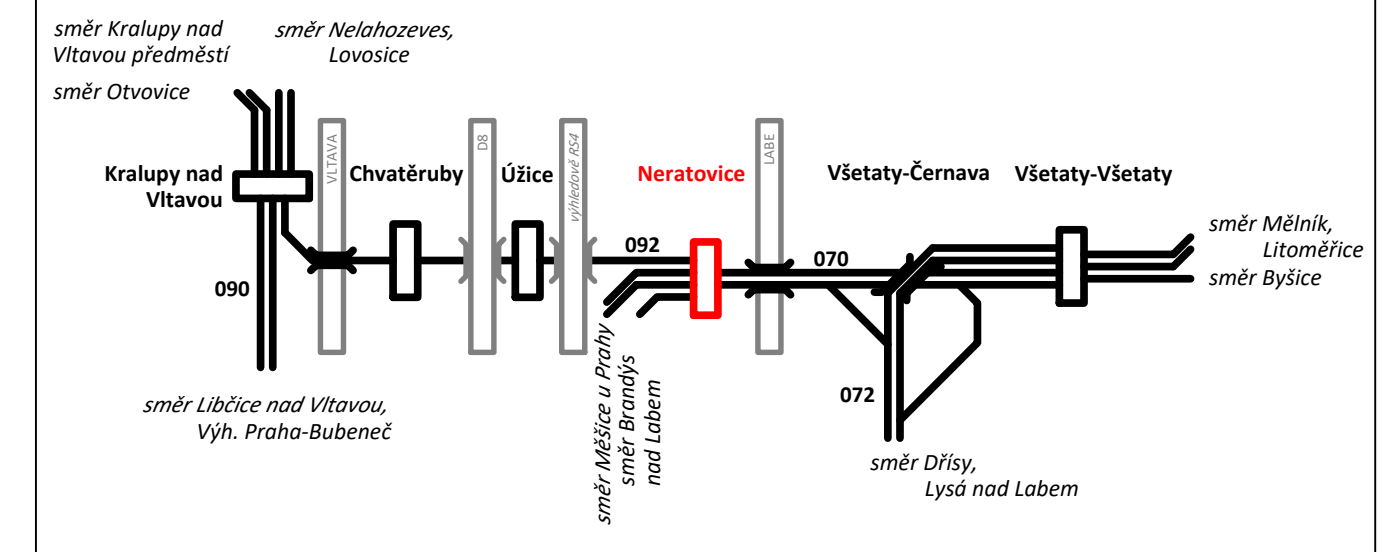 směr Kralupy nad
Vltavou předměstí
směr Nelahozeves,
Lovosice
směr Otvovice
VLTAVA
D8
výhledově RS4
LABE
Kralupy nad
Vltavou
Chvatěruby
Úžice
Neratovice
Všetaty-Černava
Všetaty-Všetaty
směr Mělník,
Litoměřice
směr Byšice
092
070
090
072
směr Měšice u Prahy
směr Brandýs
nad Labem
směr Libčice nad Vltavou,
Výh. Praha-Bubeneč
směr Dřísy,
Lysá nad Labem